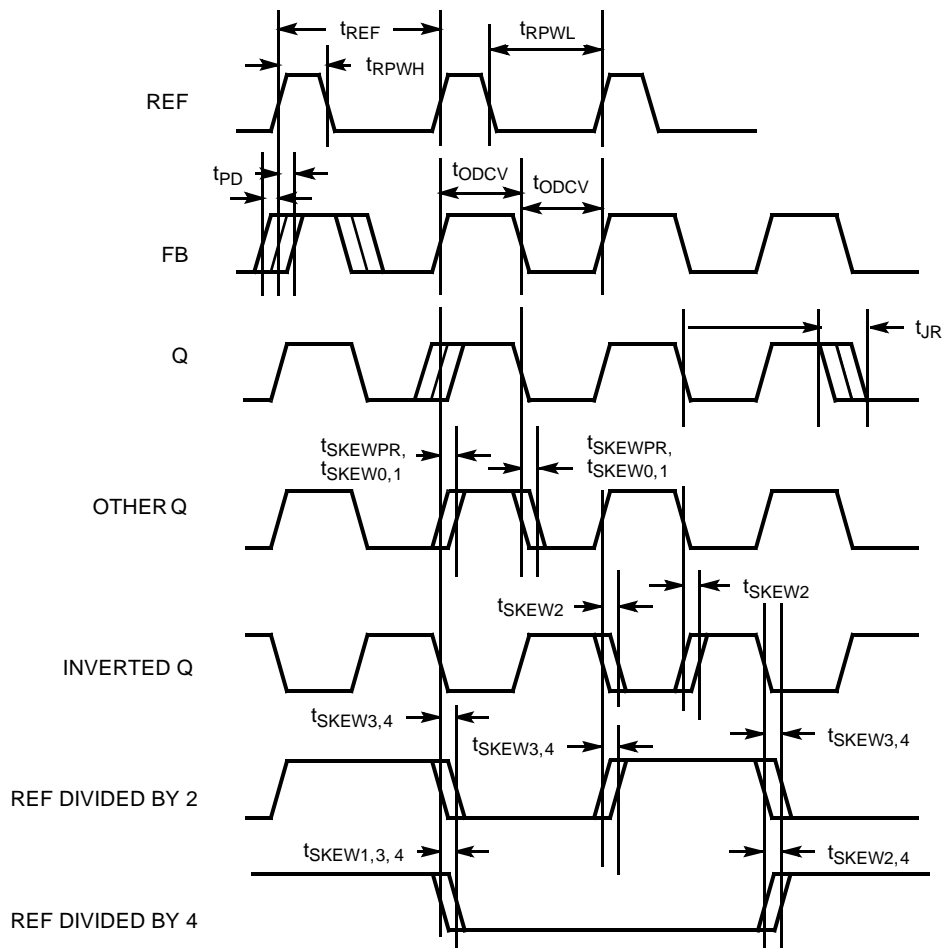 tREF
tRPWL
tRPWH
REF
tPD
tODCV
tODCV
FB
Q
tJR
tSKEWPR,
tSKEW0,1
tSKEWPR,
tSKEW0,1
OTHER Q
tSKEW2
tSKEW2
INVERTED Q
tSKEW3,4
tSKEW3,4
tSKEW3,4
REF DIVIDED BY 2
tSKEW1,3, 4
tSKEW2,4
REF DIVIDED BY 4